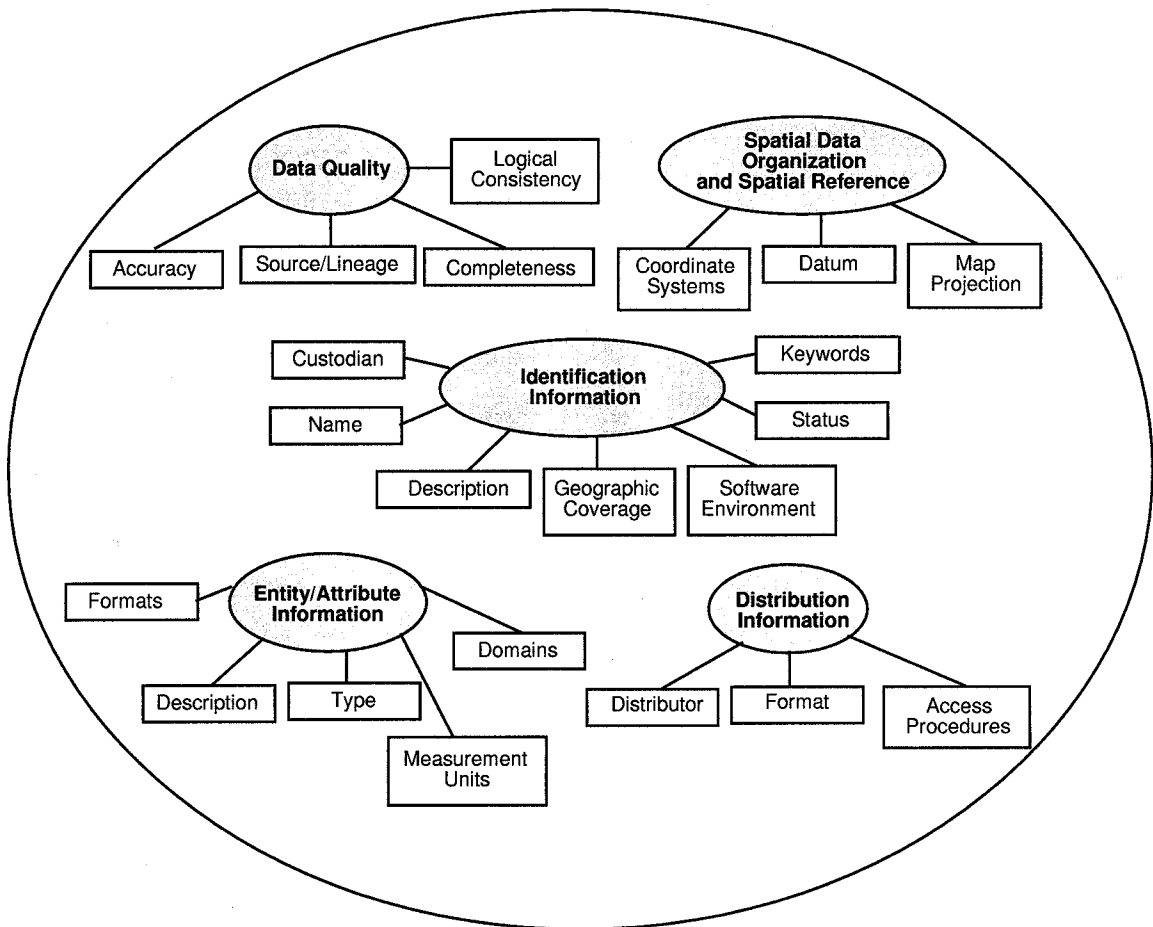 Data Quality
Logical
Consistency
Accuracy
Source/Lineage
Completeness
Spatial Data
Organization
and Spatial Reference
Coordinate
Systems
Datum
Map
Projection
Custodian
Name
Identification
Information
Keywords
Status
Description
Geographic
Coverage
Software
Environment
Formats
Entity/Attribute
Information
Domains
Description
Type
Measurement
Units
Distribution
Information
Distributor
Format
Access
Procedures